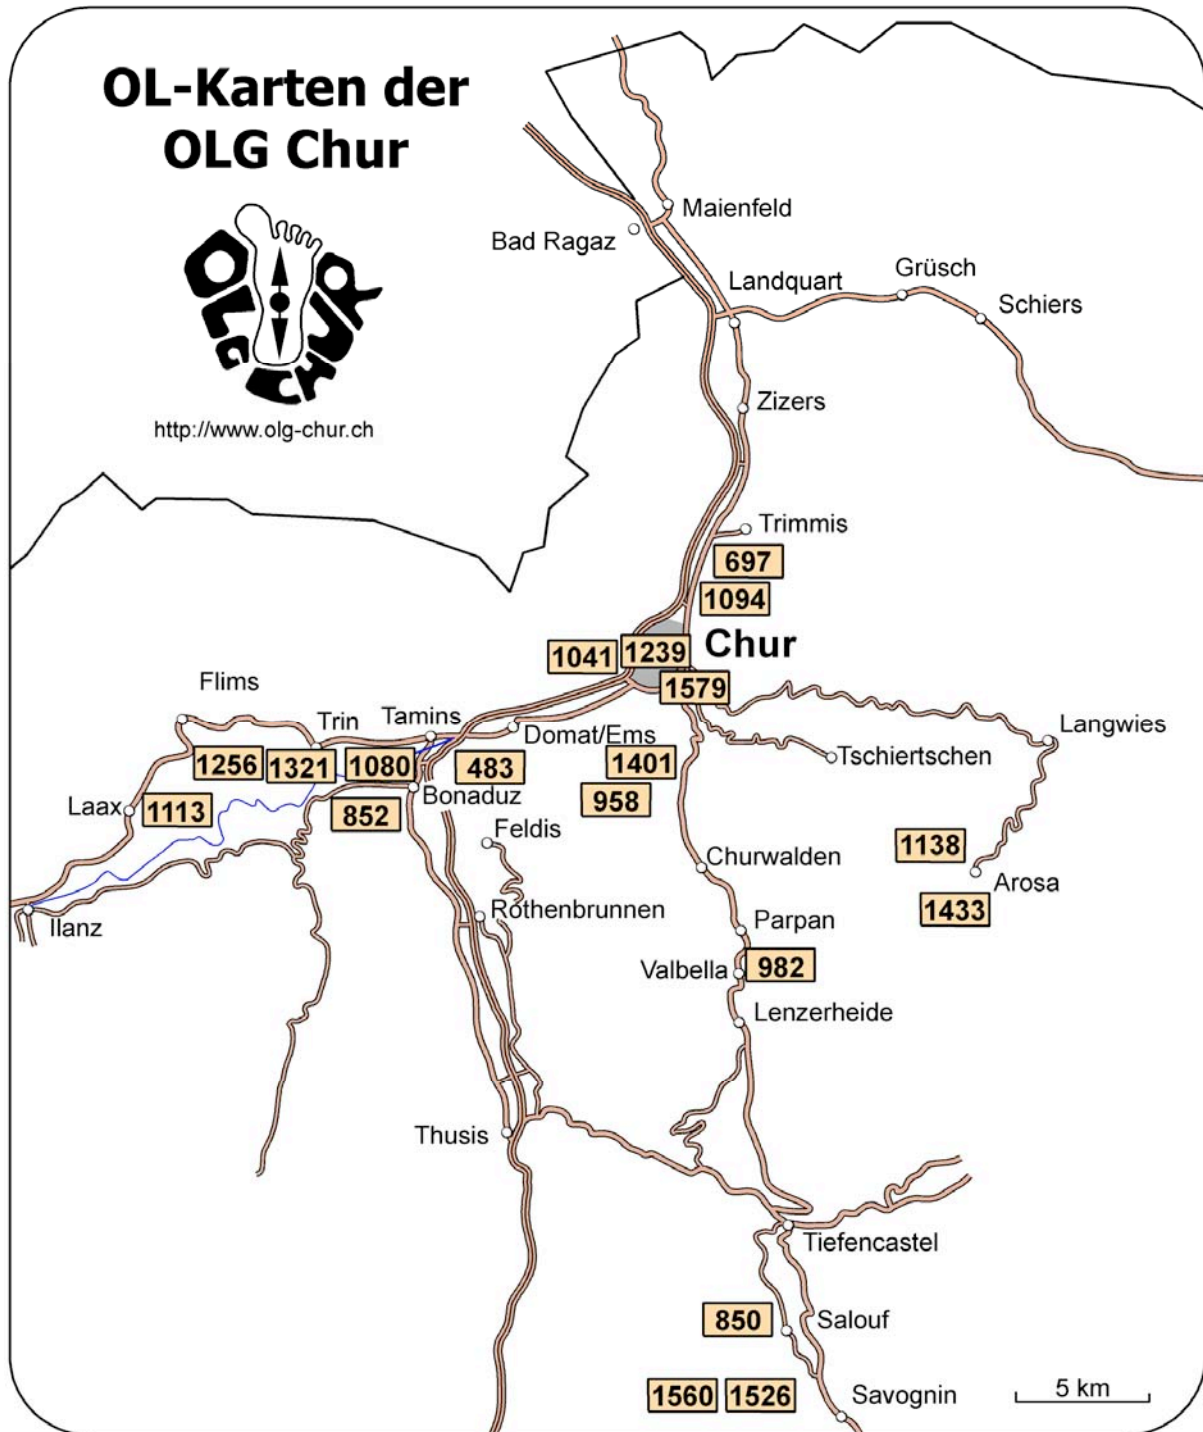 OL-Karten der
OLG Chur
OLG CHUR
http://www.olg-chur.ch
Maienfeld
Bad Ragaz
Landquart
Grüsch
Schiers
Zizers
Trimmis
697
1094
Chur
1041
1239
1579
Flims
Trin
Tamins
Domat/Ems
Langwies
Tschiertschen
1256
1321
1080
483
1401
958
Laax
1113
852
Bonaduz
Feldis
1138
Churwalden
Arosa
1433
Ilanz
Rothenbrunnen
Parpan
Valbella
982
Lenzerheide
Thusis
Tiefencastel
850
Salouf
1560
1526
Savognin
5 km